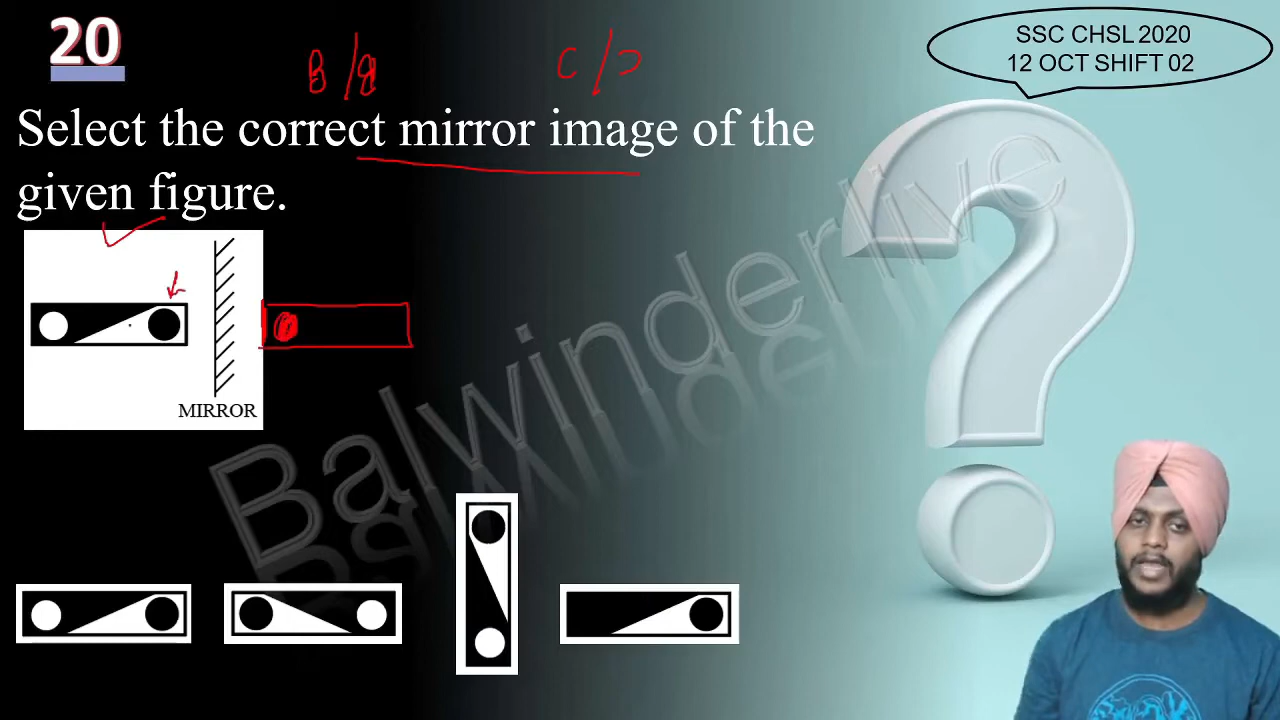 20
B/8
C/Ɔ
SSC CHSL 2020
12 OCT SHIFT 02
Select the correct mirror image of the
given figure.
MIRROR
Balwinderlive